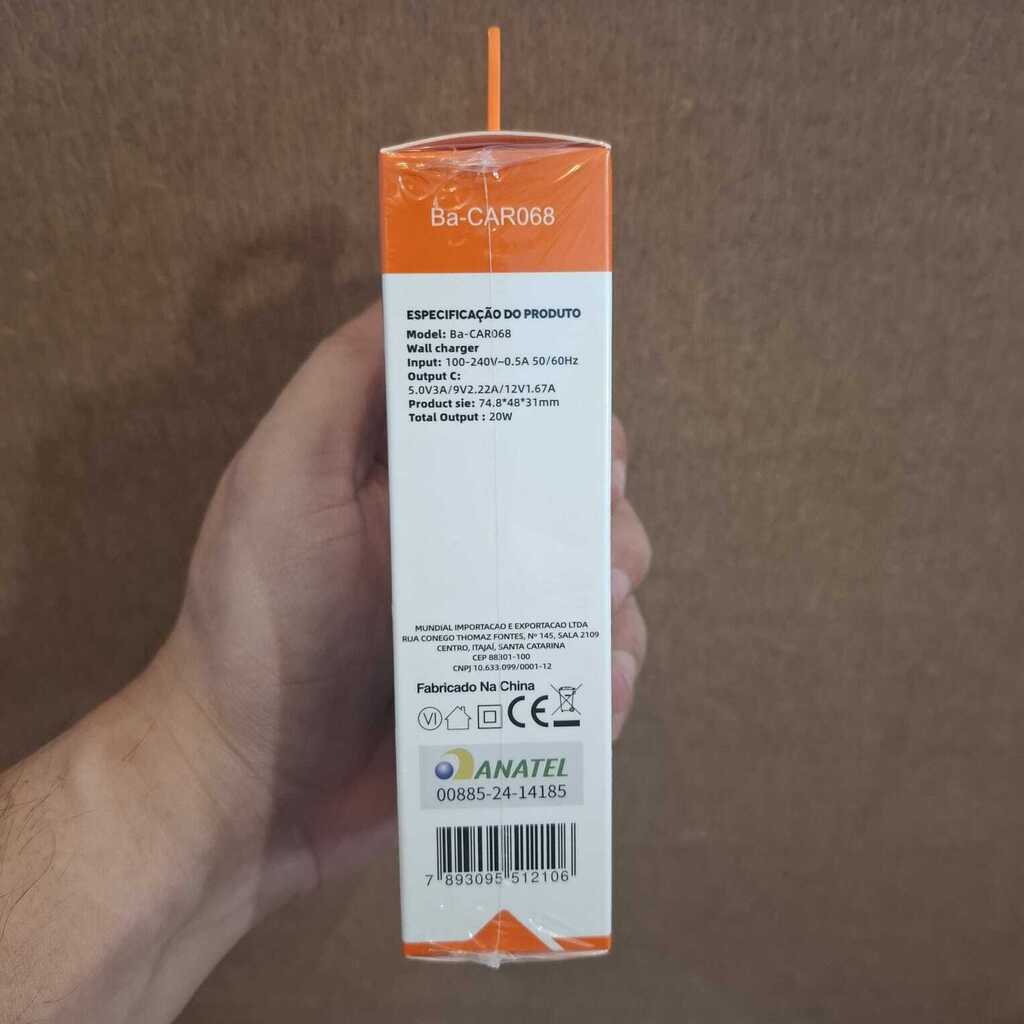 Ba-CAR068
ESPECIFICAÇÃO DO PRODUTO
Model: Ba-CAR068
Wall charger
Input: 100-240V~0.5A 50/60Hz
Output C:
5.0V3A/9V2.22A/12V1.67A
Product sie: 74.8*48*31mm
Total Output : 20W
MUNDIAL IMPORTACAO E EXPORTACAO LTDA
RUA CONEGO THOMAZ FONTES, Nº 145, SALA 2109
CENTRO, ITAJAÍ, SANTA CATARINA
CEP 88301-100
CNPJ 10.633.099/0001-12
Fabricado Na China
VI CE
ANATEL
00885-24-14185
7 893095 512106